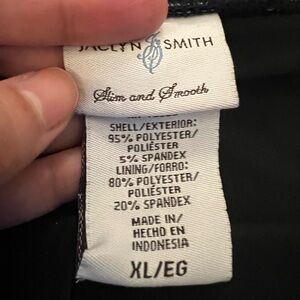 JACLYN SMITH
Slim and Smooth
SHELL/EXTERIOR:
95% POLYESTER/
POLIÉSTER
5% SPANDEX
LINING/FORRO:
80% POLYESTER/
POLIÉSTER
20% SPANDEX
MADE IN/
HECHO EN
INDONESIA
XL/EG